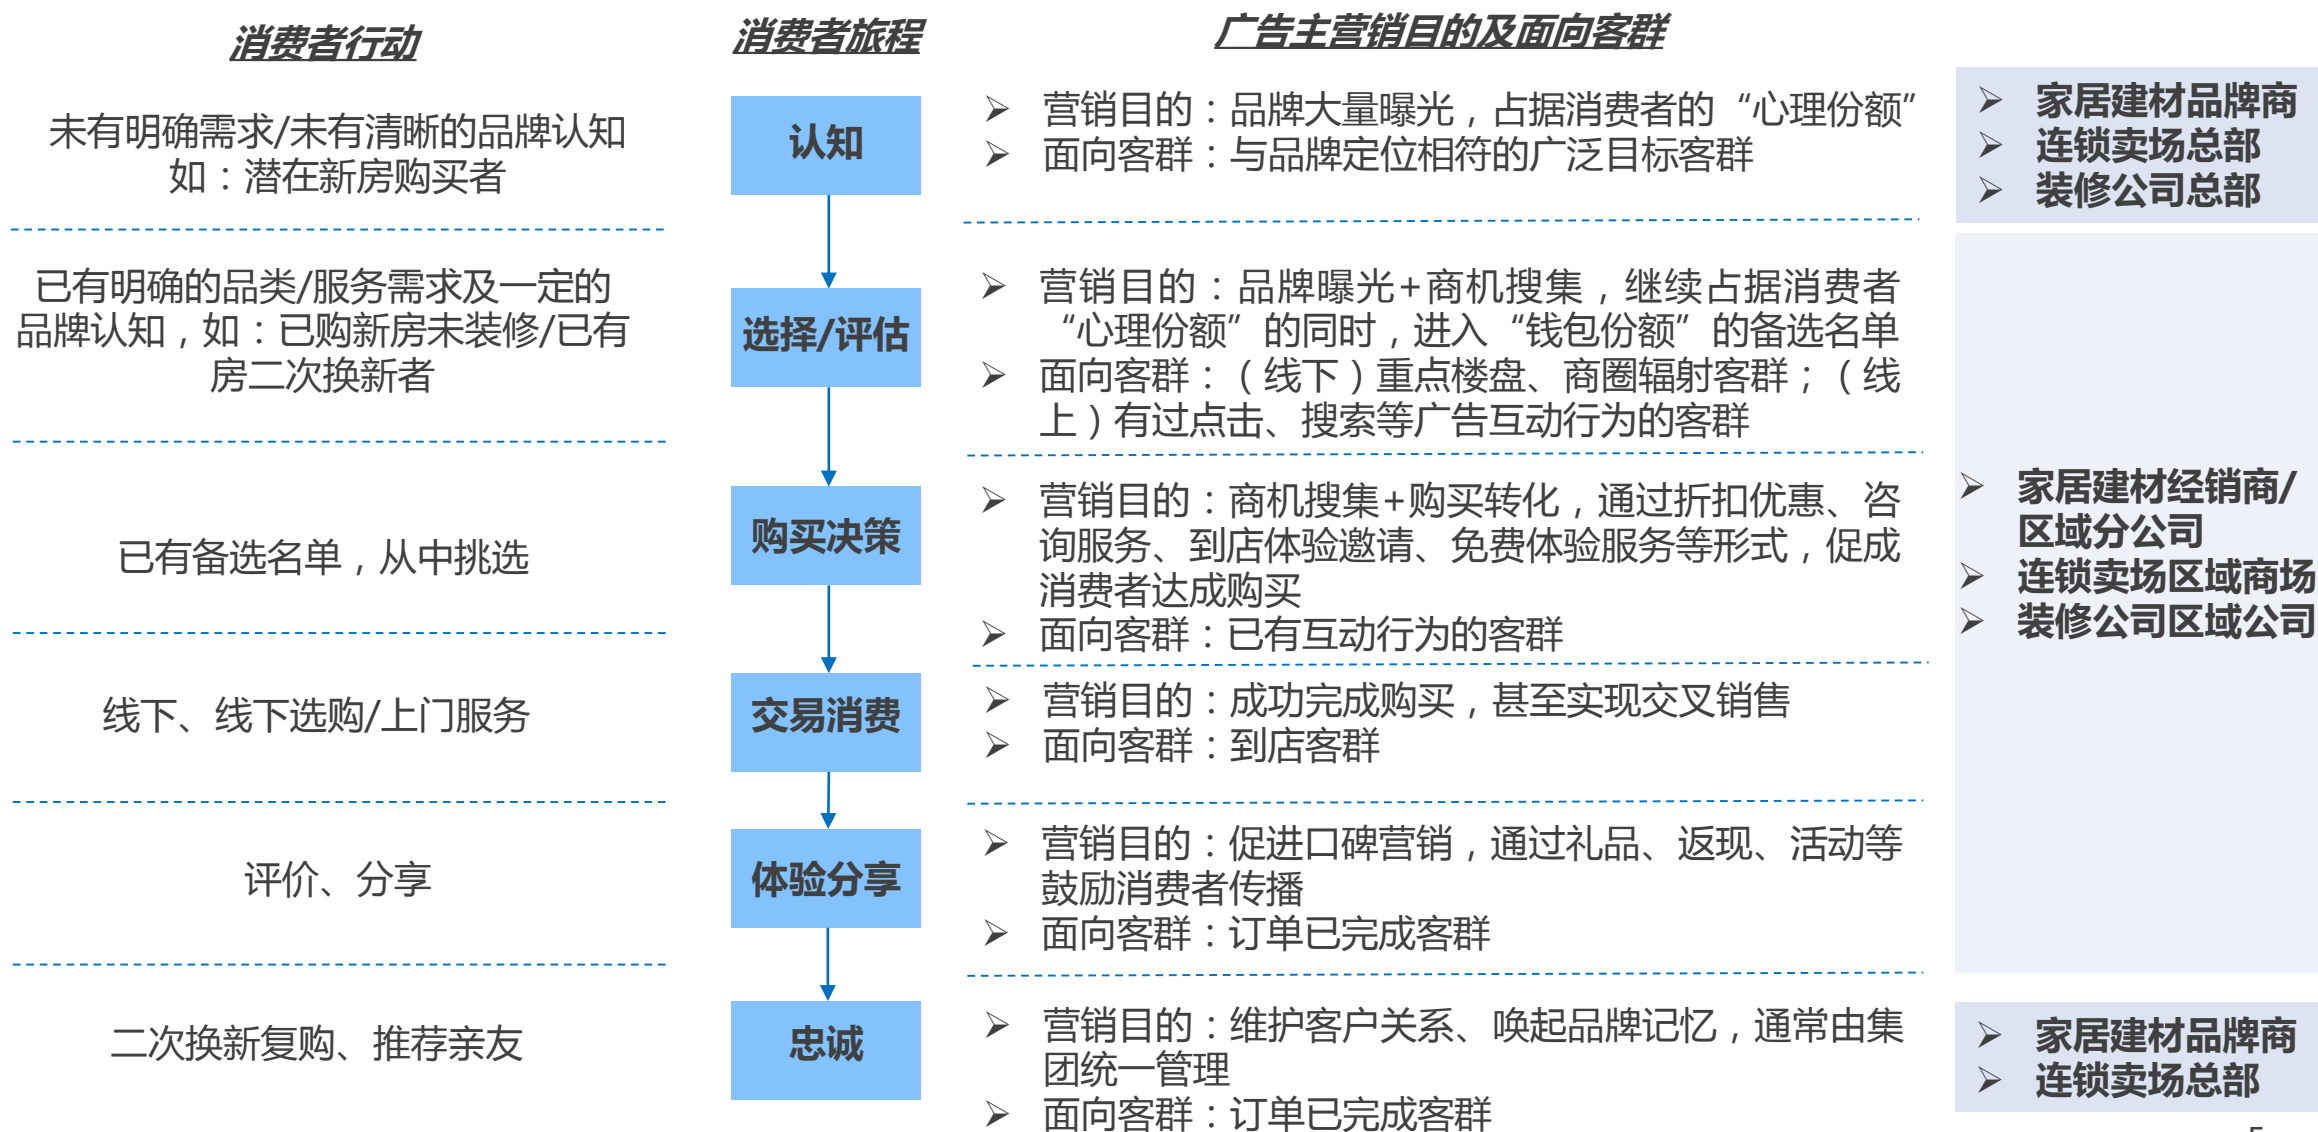 消费者行动
消费者旅程
广告主营销目的及面向客群
未有明确需求/未有清晰的品牌认知
如：潜在新房购买者
认知
➢ 营销目的：品牌大量曝光，占据消费者的“心理份额”
➢ 面向客群：与品牌定位相符的广泛目标客群
➢ 家居建材品牌商
➢ 连锁卖场总部
➢ 装修公司总部
已有明确的品类/服务需求及一定的
品牌认知，如：已购新房未装修/已有
房二次换新者
选择/评估
➢ 营销目的：品牌曝光+商机搜集，继续占据消费者
“心理份额”的同时，进入“钱包份额”的备选名单
➢ 面向客群：（线下）重点楼盘、商圈辐射客群；（线
上）有过点击、搜索等广告互动行为的客群
已有备选名单，从中挑选
购买决策
➢ 营销目的：商机搜集+购买转化，通过折扣优惠、咨
询服务、到店体验邀请、免费体验服务等形式，促成
消费者达成购买
➢ 面向客群：已有互动行为的客群
➢ 家居建材经销商/
区域分公司
➢ 连锁卖场区域商场
➢ 装修公司区域公司
线下、线下选购/上门服务
交易消费
➢ 营销目的：成功完成购买，甚至实现交叉销售
➢ 面向客群：到店客群
评价、分享
体验分享
➢ 营销目的：促进口碑营销，通过礼品、返现、活动等
鼓励消费者传播
➢ 面向客群：订单已完成客群
二次换新复购、推荐亲友
忠诚
➢ 营销目的：维护客户关系、唤起品牌记忆，通常由集
团统一管理
➢ 面向客群：订单已完成客群
➢ 家居建材品牌商
➢ 连锁卖场总部